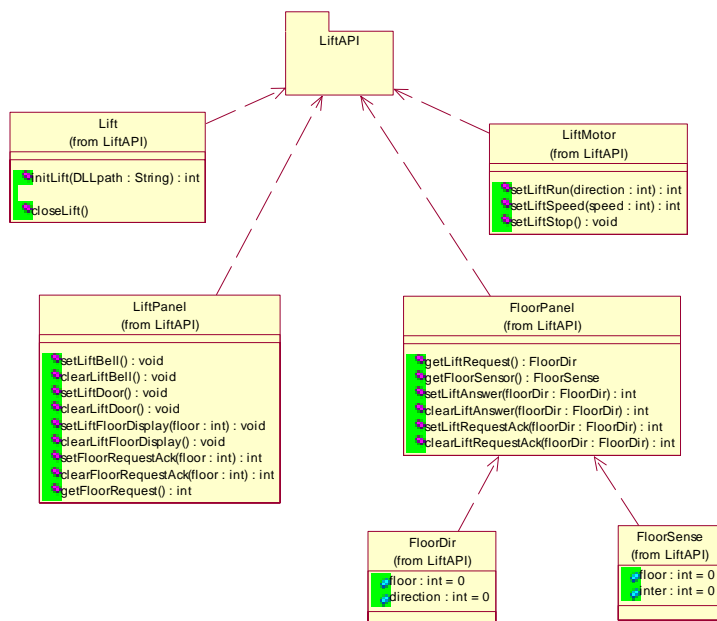 LiftAPI
Lift
(from LiftAPI)
initLift(DLLpath : String) : int
closeLift()
LiftMotor
(from LiftAPI)
setLiftRun(direction : int) : int
setLiftSpeed(speed : int) : int
setLiftStop() : void
LiftPanel
(from LiftAPI)
setLiftBell() : void
clearLiftBell() : void
setLiftDoor() : void
clearLiftDoor() : void
setLiftFloorDisplay(floor : int) : void
clearLiftFloorDisplay() : void
setFloorRequestAck(floor : int) : int
clearFloorRequestAck(floor : int) : int
getFloorRequest() : int
FloorPanel
(from LiftAPI)
getLiftRequest() : FloorDir
getFloorSensor() : FloorSense
setLiftAnswer(floorDir : FloorDir) : int
clearLiftAnswer(floorDir : FloorDir) : int
setLiftRequestAck(floorDir : FloorDir) : int
clearLiftRequestAck(floorDir : FloorDir) : int
FloorDir
(from LiftAPI)
floor : int = 0
direction : int = 0
FloorSense
(from LiftAPI)
floor : int = 0
inter : int = 0